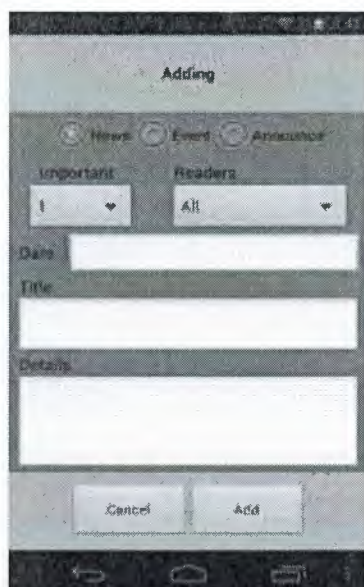 Adding
News Event Announce
Important Readers
1 All
Date
Title
Details
Cancel Add